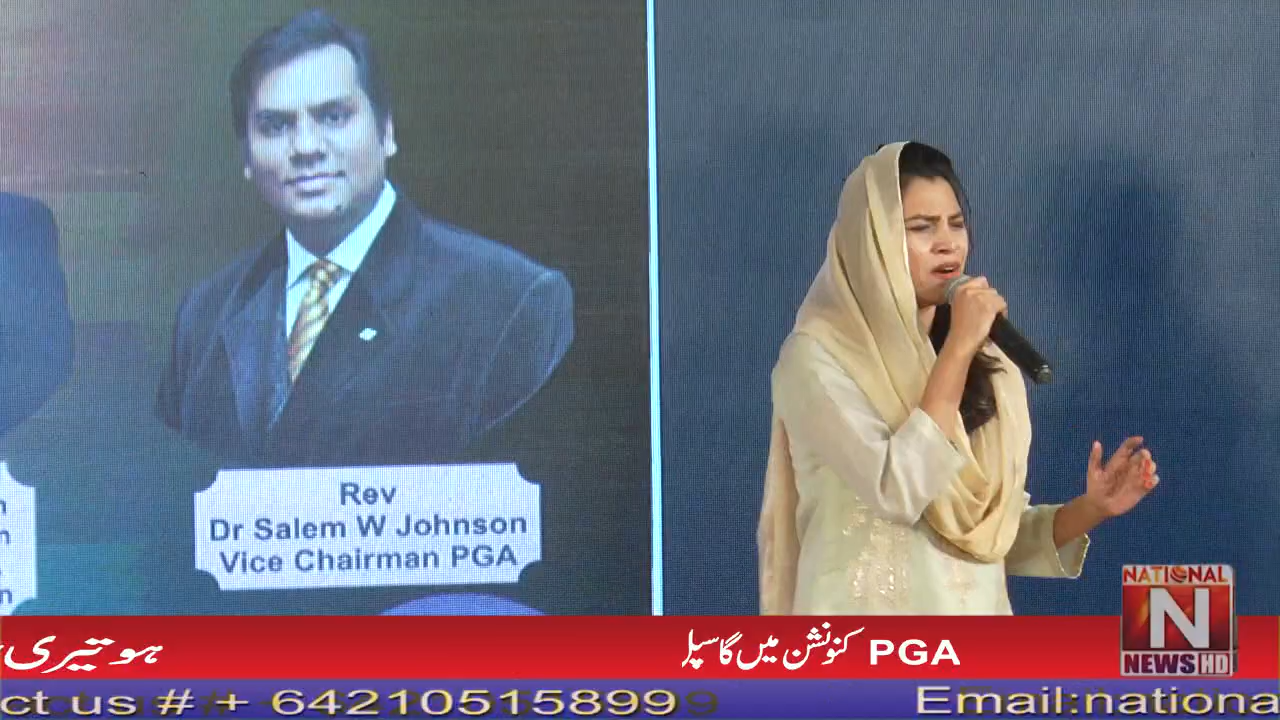 Rev
Dr Salem W Johnson
Vice Chairman PGA
NATIONAL
N
NEWS HD
PGA کنونشن میں گاسپل
ہو تیری
ct us # + 64210515899
Email:nationa